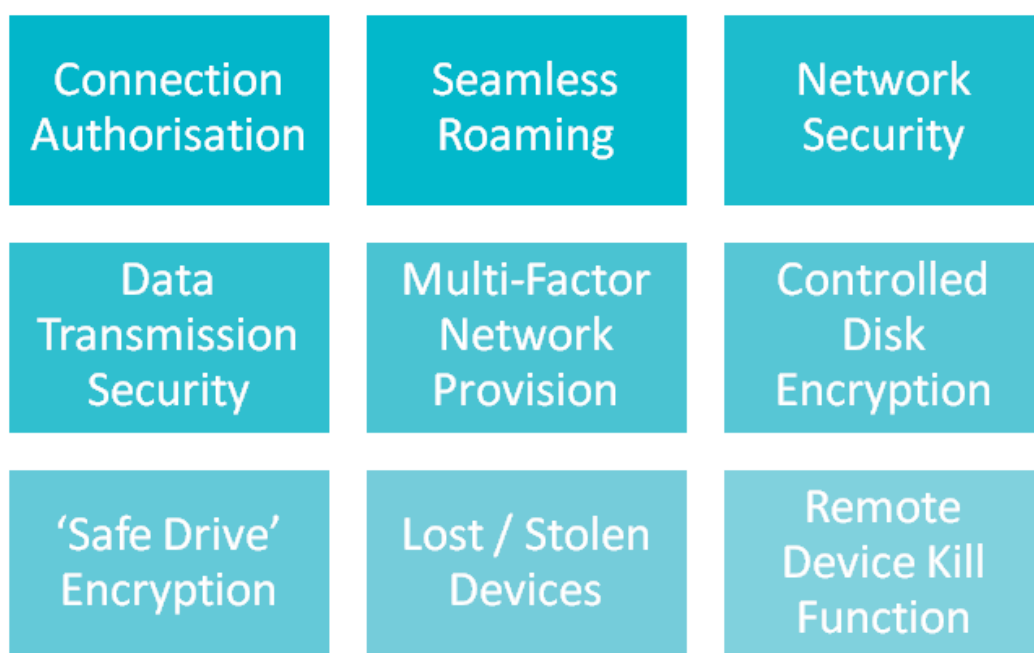 Connection
Authorisation
Seamless
Roaming
Network
Security
Data
Transmission
Security
Multi-Factor
Network
Provision
Controlled
Disk
Encryption
‘Safe Drive’
Encryption
Lost / Stolen
Devices
Remote
Device Kill
Function